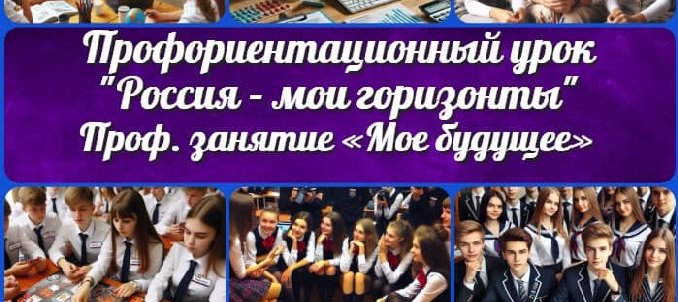 Профориентационный урок
"Россия - мои горизонты"
Проф. занятие «Мое будущее»